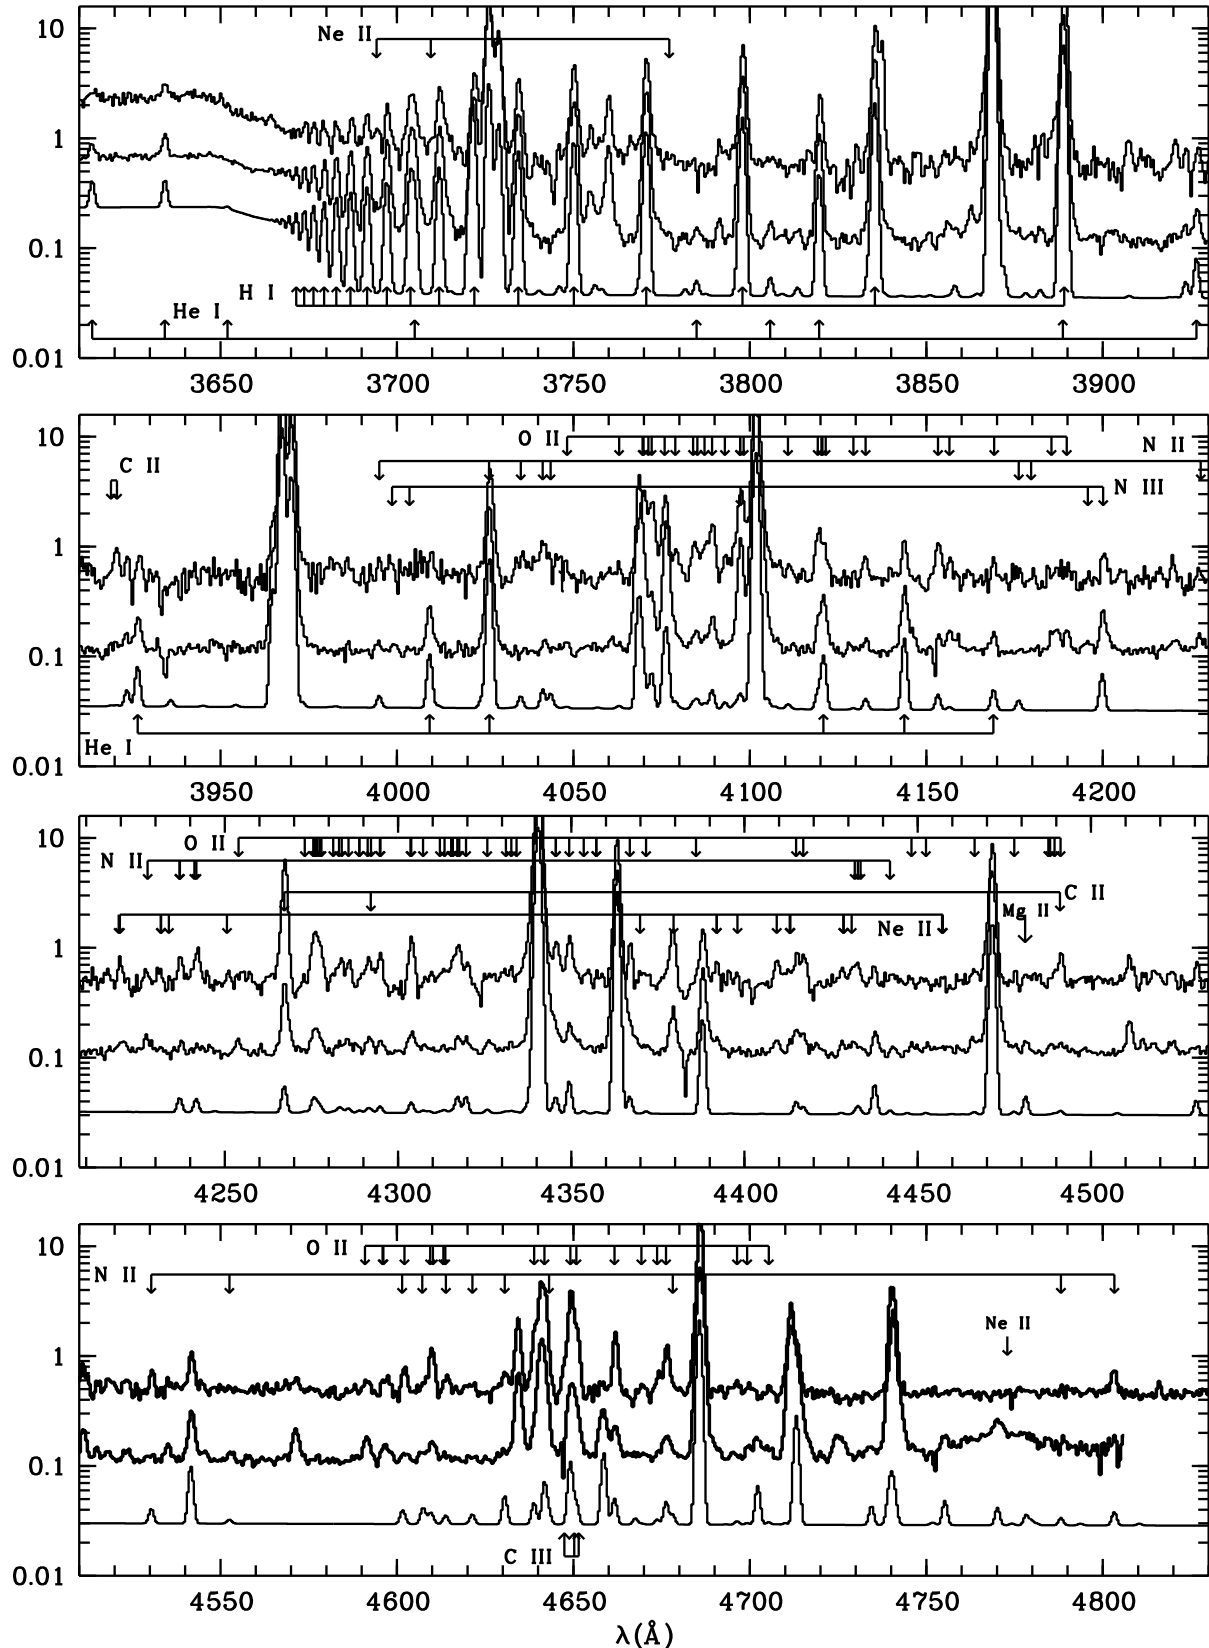 10
Ne II
1
0.1
H I
He I
0.01
3650 3700 3750 3800 3850 3900
10
O II
N II
C II
N III
1
0.1
He I
0.01
3950 4000 4050 4100 4150 4200
10
O II
N II
C II
Mg II
Ne II
1
0.1
0.01
4250 4300 4350 4400 4450 4500
10
O II
N II
Ne II
1
0.1
C III
0.01
4550 4600 4650 4700 4750 4800
λ(Å)